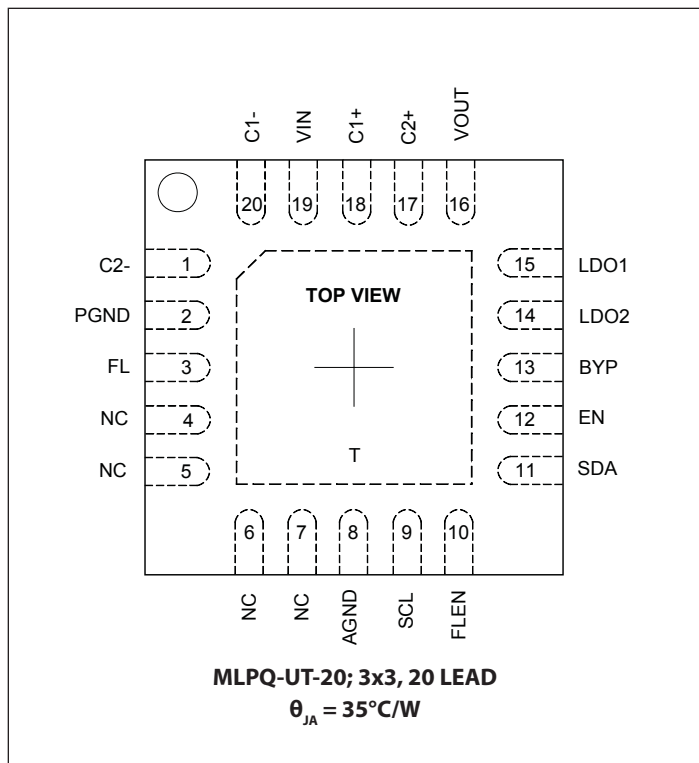 C1-
VIN
C1+
C2+
VOUT
20
19
18
17
16
C2-
1
15
LDO1
PGND
2
TOP VIEW
14
LDO2
FL
3
13
BYP
NC
4
12
EN
NC
5
T
11
SDA
6
7
8
9
10
NC
NC
AGND
SCL
FLEN
MLPQ-UT-20; 3x3, 20 LEAD
θJA = 35°C/W